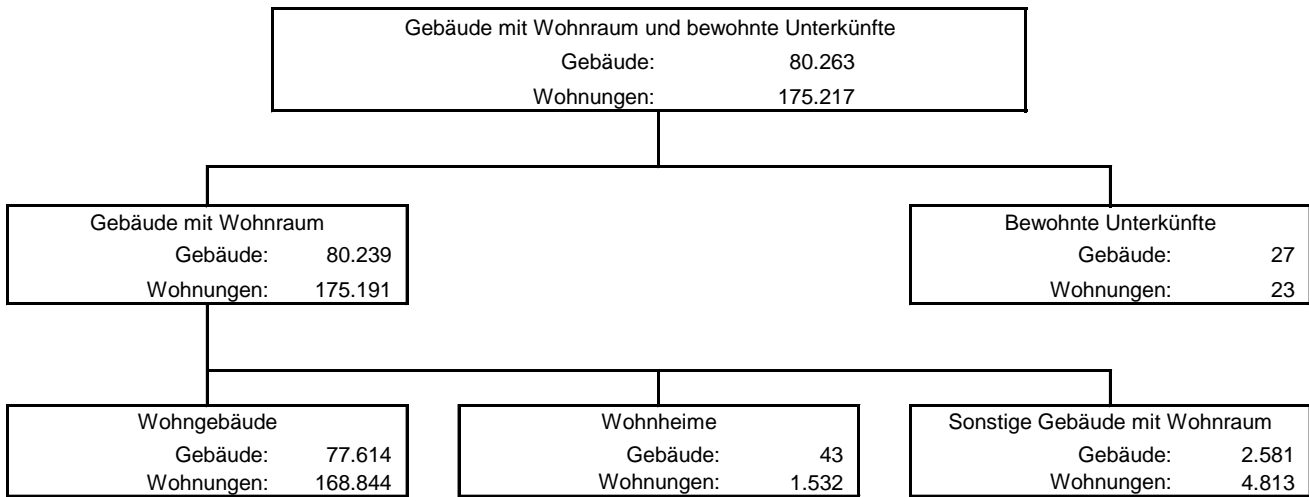 Gebäude mit Wohnraum und bewohnte Unterkünfte
Gebäude: 80.263
Wohnungen: 175.217
Gebäude mit Wohnraum
Gebäude: 80.239
Wohnungen: 175.191
Bewohnte Unterkünfte
Gebäude: 27
Wohnungen: 23
Wohngebäude
Gebäude: 77.614
Wohnungen: 168.844
Wohnheime
Gebäude: 43
Wohnungen: 1.532
Sonstige Gebäude mit Wohnraum
Gebäude: 2.581
Wohnungen: 4.813